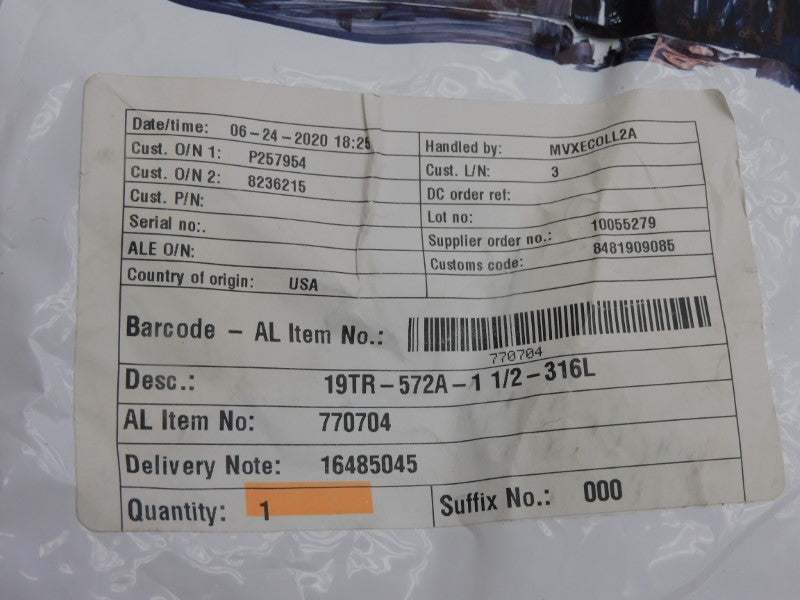 Date/time: 06-24-2020 18:25
Cust. O/N 1: P257954
Cust. O/N 2: 8236215
Cust. P/N:
Serial no:.
ALE O/N:
Country of origin: USA
Handled by: MVXECOLL2A
Cust. L/N: 3
DC order ref:
Lot no:
Supplier order no.: 10055279
Customs code: 8481909085
Barcode – AL Item No.:
770704
Desc.: 19TR-572A-1 1/2-316L
AL Item No: 770704
Delivery Note: 16485045
Quantity: 1
Suffix No.: 000